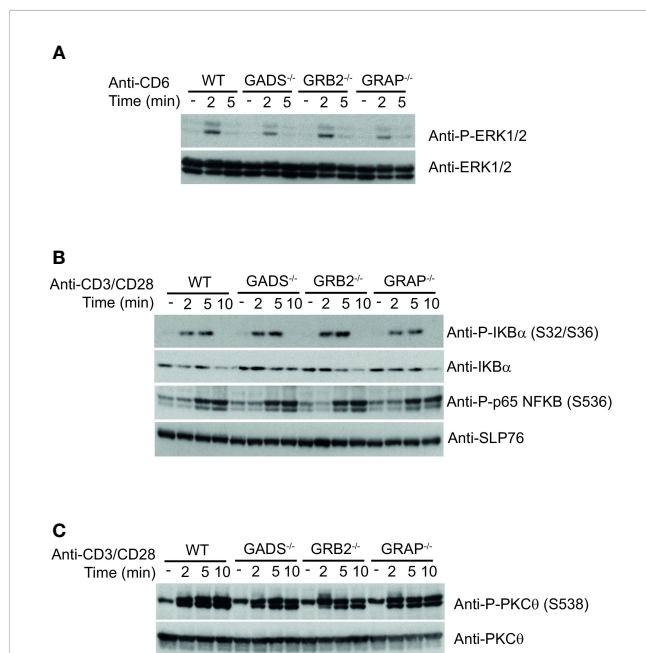 A
Anti-CD6 WT GADS-/- GRB2-/- GRAP-/-
Time (min) - 2 5 - 2 5 - 2 5 - 2 5
Anti-P-ERK1/2
Anti-ERK1/2
B
Anti-CD3/CD28 WT GADS-/- GRB2-/- GRAP-/-
Time (min) - 2 5 10 - 2 5 10 - 2 5 10 - 2 5 10
Anti-P-IKBα (S32/S36)
Anti-IKBα
Anti-P-p65 NFKB (S536)
Anti-SLP76
C
Anti-CD3/CD28 WT GADS-/- GRB2-/- GRAP-/-
Time (min) - 2 5 10 - 2 5 10 - 2 5 10 - 2 5 10
Anti-P-PKCθ (S538)
Anti-PKCθ